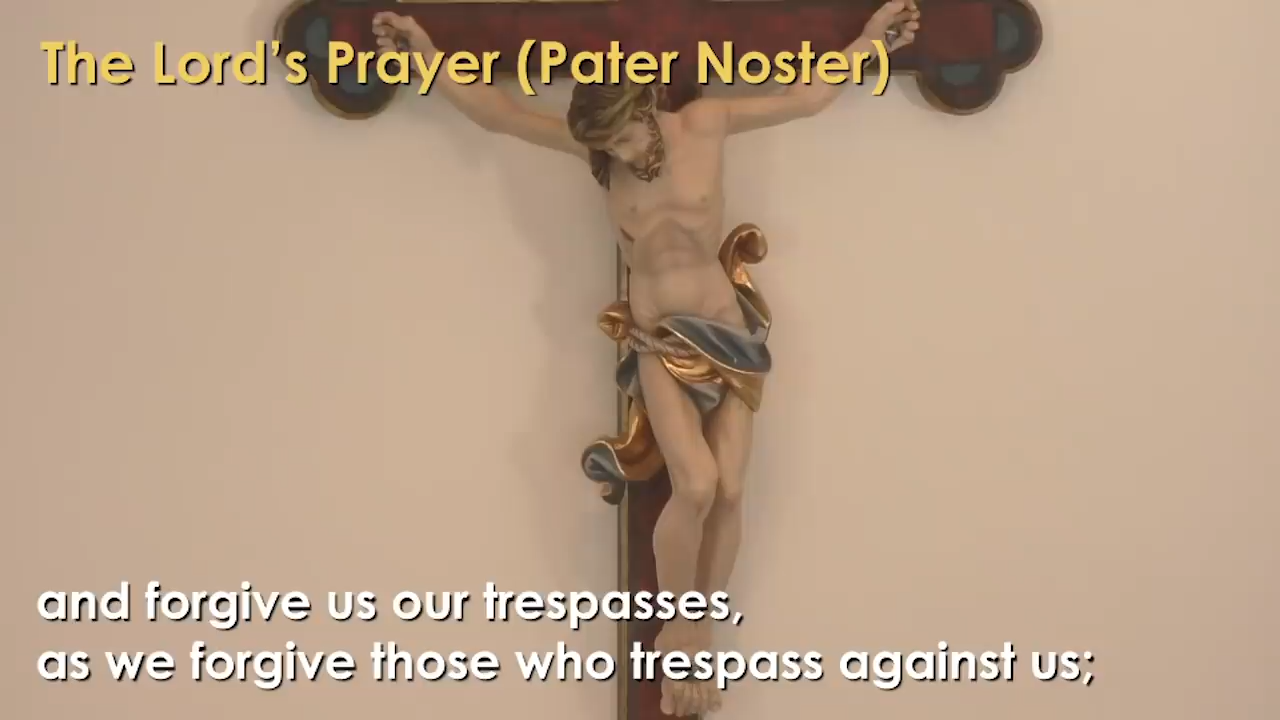 The Lord’s Prayer (Pater Noster)
and forgive us our trespasses,
as we forgive those who trespass against us;